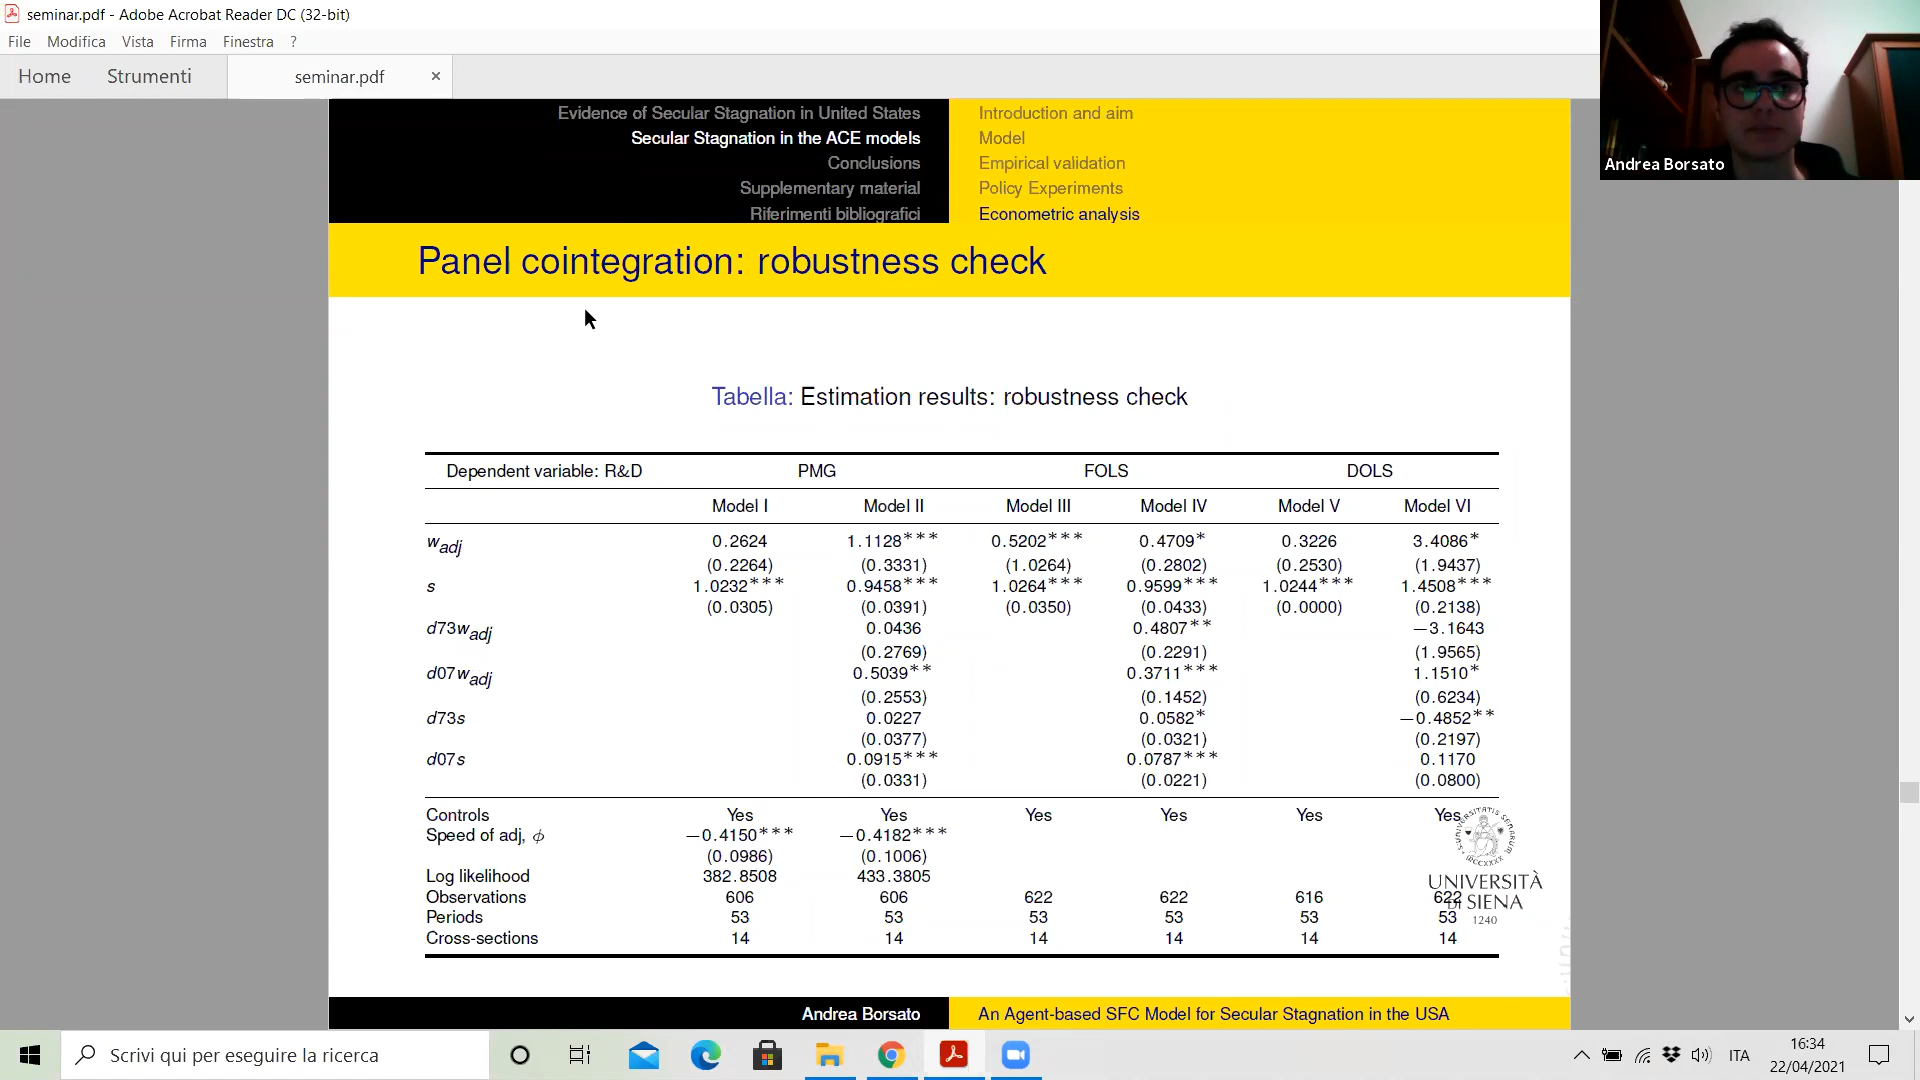 seminar.pdf - Adobe Acrobat Reader DC (32-bit)
File Modifica Vista Firma Finestra ?
Home Strumenti seminar.pdf ×
Evidence of Secular Stagnation in United States Introduction and aim
Secular Stagnation in the ACE models Model
Conclusions Empirical validation
Supplementary material Policy Experiments
Riferimenti bibliografici Econometric analysis
Andrea Borsato
Panel cointegration: robustness check
Tabella: Estimation results: robustness check
Dependent variable: R&D PMG FOLS DOLS
Model I Model II Model III Model IV Model V Model VI
wadj 0.2624 1.1128*** 0.5202*** 0.4709* 0.3226 3.4086*
(0.2264) (0.3331) (1.0264) (0.2802) (0.2530) (1.9437)
s 1.0232*** 0.9458*** 1.0264*** 0.9599*** 1.0244*** 1.4508***
(0.0305) (0.0391) (0.0350) (0.0433) (0.0000) (0.2138)
d73wadj 0.0436 0.4807** −3.1643
(0.2769) (0.2291) (1.9565)
d07wadj 0.5039** 0.3711*** 1.1510*
(0.2553) (0.1452) (0.6234)
d73s 0.0227 0.0582* −0.4852**
(0.0377) (0.0321) (0.2197)
d07s 0.0915*** 0.0787*** 0.1170
(0.0331) (0.0221) (0.0800)
Controls Yes Yes Yes Yes Yes Yes
Speed of adj, ϕ −0.4150*** −0.4182***
(0.0986) (0.1006)
Log likelihood 382.8508 433.3805
Observations 606 606 622 622 616 622
Periods 53 53 53 53 53 53
Cross-sections 14 14 14 14 14 14
UNIVERSITÀ
DI SIENA
1240
Andrea Borsato An Agent-based SFC Model for Secular Stagnation in the USA
Scrivi qui per eseguire la ricerca
ITA
16:34
22/04/2021